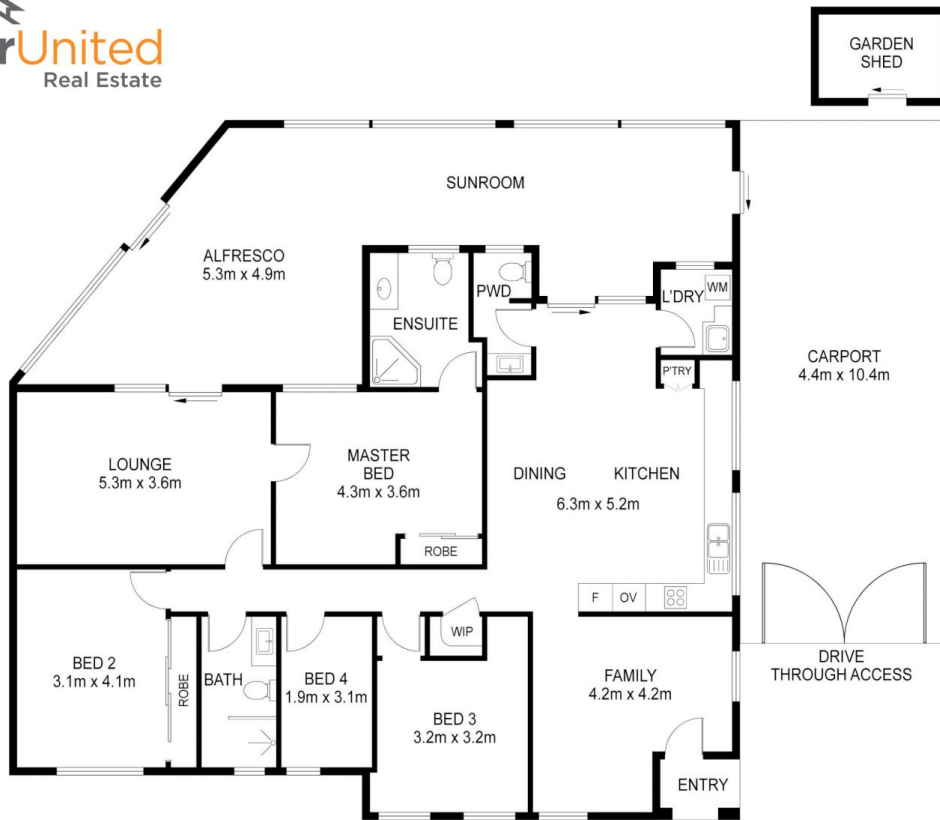 rUnited
Real Estate
GARDEN
SHED
SUNROOM
ALFRESCO
5.3m x 4.9m
PWD
L'DRY
WM
ENSUITE
CARPORT
4.4m x 10.4m
P'TRY
LOUNGE
5.3m x 3.6m
MASTER
BED
4.3m x 3.6m
DINING
KITCHEN
6.3m x 5.2m
ROBE
F
OV
WIP
BED 2
3.1m x 4.1m
ROBE
BATH
BED 4
1.9m x 3.1m
BED 3
3.2m x 3.2m
FAMILY
4.2m x 4.2m
DRIVE
THROUGH ACCESS
ENTRY